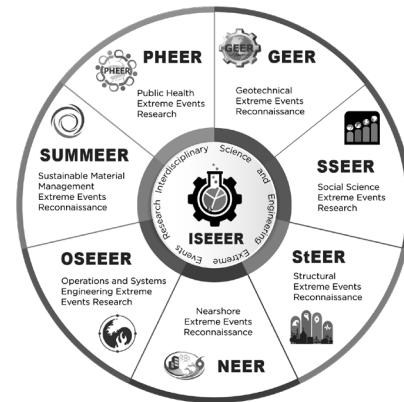 PHEER
PHEER
Public Health
Extreme Events
Research
GEER
GEER
Geotechnical
Extreme Events
Reconnaissance
SSEER
Social Science
Extreme Events
Research
StEER
Structural
Extreme Events
Reconnaissance
Nearshore
Extreme Events
Reconnaissance
NEER
OSEEER
Operations and Systems
Engineering Extreme
Events Research
SUMMEER
Sustainable Material
Management
Extreme Events
Reconnaissance
Interdisciplinary Science and Engineering Extreme Events Research
ISEEER